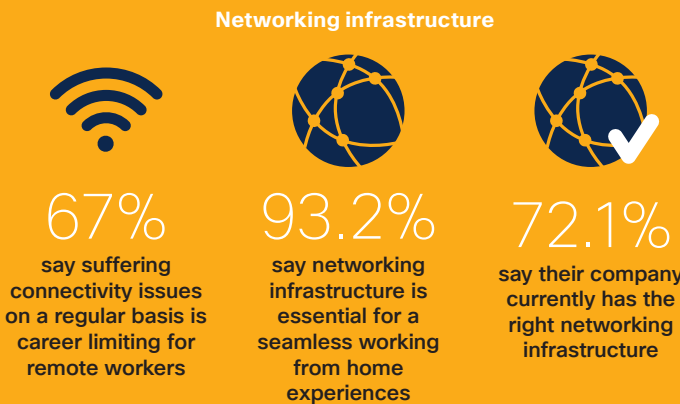 Networking infrastructure
67%
say suffering
connectivity issues
on a regular basis is
career limiting for
remote workers
93.2%
say networking
infrastructure is
essential for a
seamless working
from home
experiences
72.1%
say their company
currently has the
right networking
infrastructure